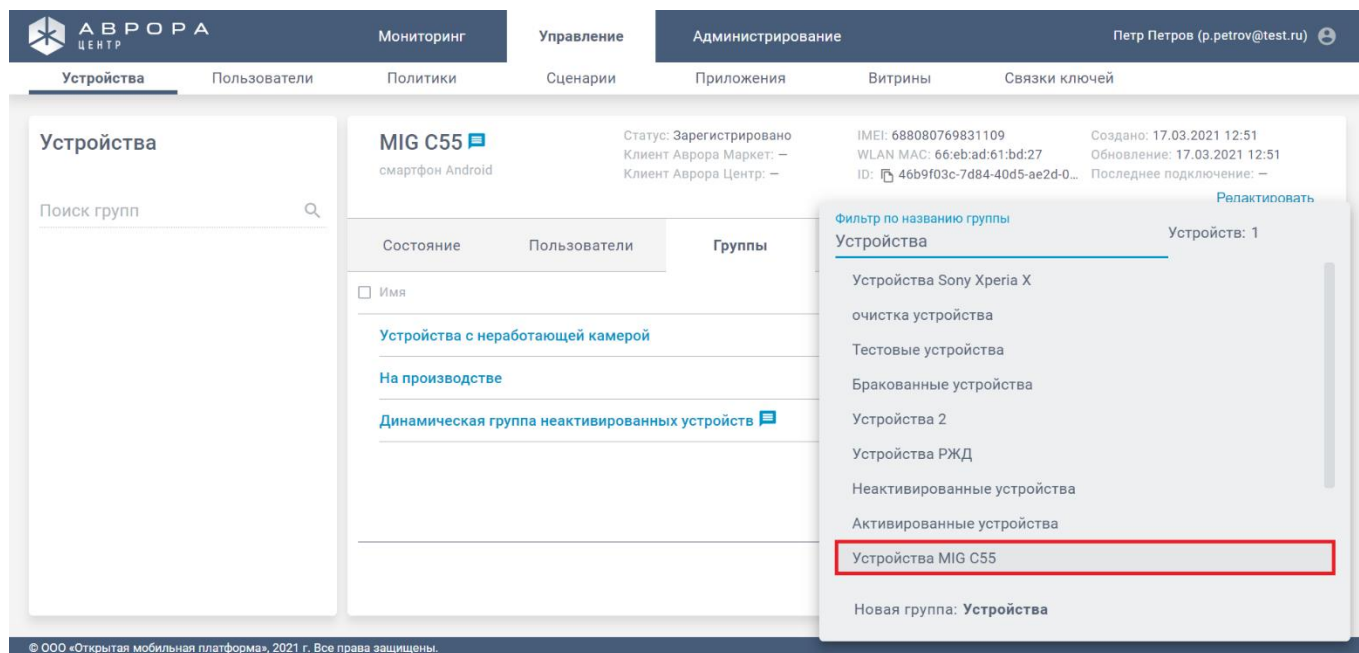 АВРОРА
ЦЕНТР
Мониторинг
Управление
Администрирование
Петр Петров (p.petrov@test.ru)
Устройства
Пользователи
Политики
Сценарии
Приложения
Витрины
Связки ключей
Устройства
Поиск групп
MIG C55
смартфон Android
Статус: Зарегистрировано
Клиент Аврора Маркет: —
Клиент Аврора Центр: —
IMEI: 688080769831109
WLAN MAC: 66:eb:ad:61:bd:27
ID: 46b9f03c-7d84-40d5-ae2d-0...
Создано: 17.03.2021 12:51
Обновление: 17.03.2021 12:51
Последнее подключение: —
Редактировать
Состояние
Пользователи
Группы
Имя
Устройства с неработающей камерой
На производстве
Динамическая группа неактивированных устройств
Фильтр по названию группы
Устройства
Устройств: 1
Устройства Sony Xperia X
очистка устройства
Тестовые устройства
Бракованные устройства
Устройства 2
Устройства РЖД
Неактивированные устройства
Активированные устройства
Устройства MIG C55
Новая группа: Устройства
© ООО «Открытая мобильная платформа», 2021 г. Все права защищены.